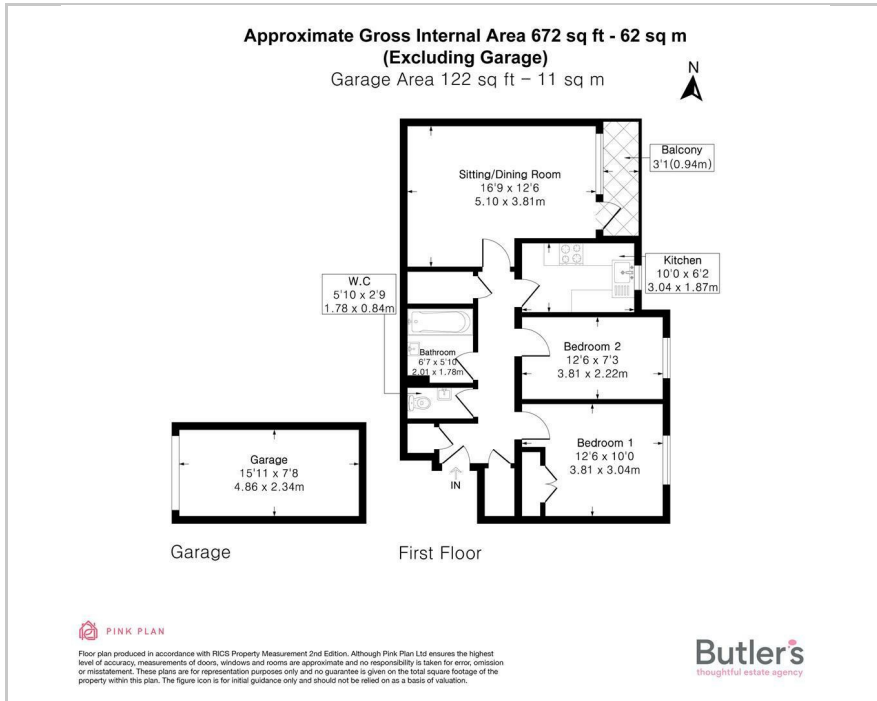 Approximate Gross Internal Area 672 sq ft - 62 sq m
(Excluding Garage)
Garage Area 122 sq ft – 11 sq m
N
Balcony
3'1(0.94m)
Sitting/Dining Room
16'9 x 12'6
5.10 x 3.81m
Kitchen
10'0 x 6'2
3.04 x 1.87m
W.C
5'10 x 2'9
1.78 x 0.84m
Bathroom
6'7 x 5'10
2.01 x 1.78m
Bedroom 2
12'6 x 7'3
3.81 x 2.22m
Bedroom 1
12'6 x 10'0
3.81 x 3.04m
IN
Garage
15'11 x 7'8
4.86 x 2.34m
Garage
First Floor
PINK PLAN
Floor plan produced in accordance with RICS Property Measurement 2nd Edition. Although Pink Plan Ltd ensures the highest
level of accuracy, measurements of doors, windows and rooms are approximate and no responsibility is taken for error, omission
or misstatement. These plans are for representation purposes only and no guarantee is given on the total square footage of the
property within this plan. The figure icon is for initial guidance only and should not be relied on as a basis of valuation.
Butler's
thoughtful estate agency